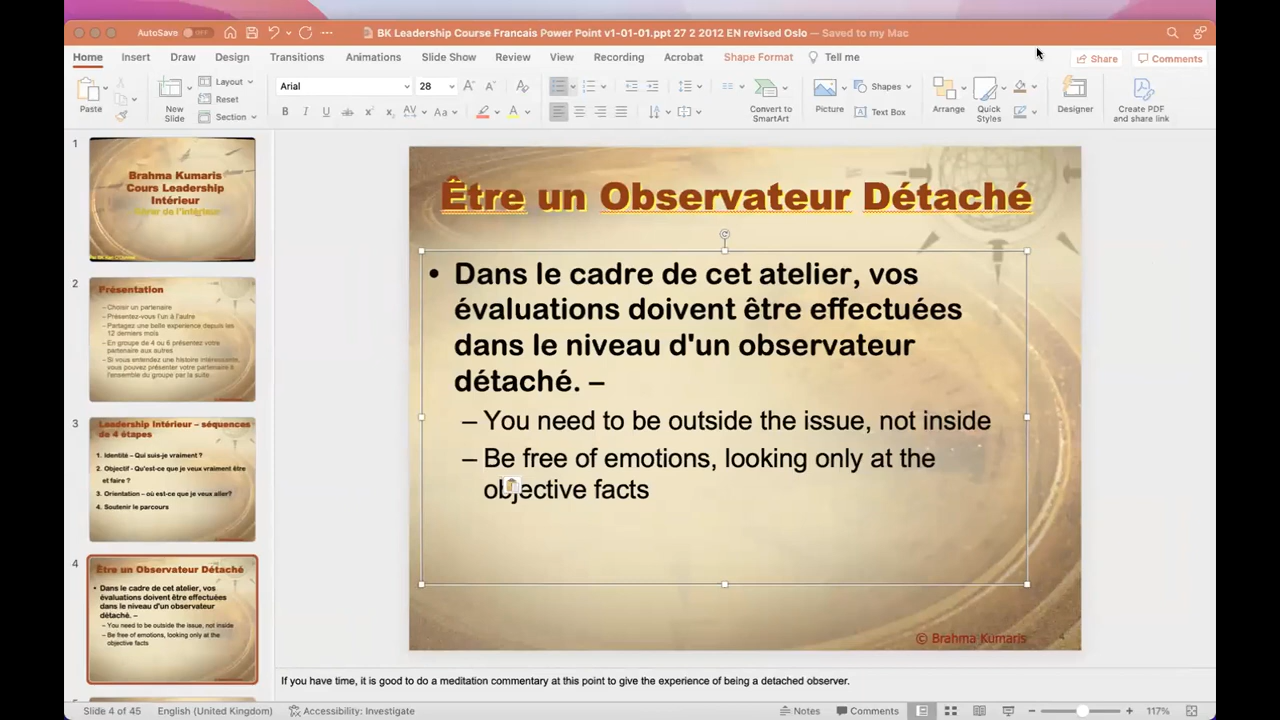 AutoSave OFF
BK Leadership Course Francais Power Point v1-01-01.ppt 27 2 2012 EN revised Oslo — Saved to my Mac
Home Insert Draw Design Transitions Animations Slide Show Review View Recording Acrobat Shape Format Tell me Share Comments
Paste New Slide Layout Reset Section Arial 28 Convert to SmartArt Picture Shapes Text Box Arrange Quick Styles Designer Create PDF and share link
1
Brahma Kumaris
Cours Leadership
Intérieur
2
Présentation
– Choisir un partenaire
– Présentez-vous l'un à l'autre
– Partagez une belle experience depuis les
12 derniers mois
– En groupe de 4 ou 6 présentez votre
partenaire aux autres
– Si vous entendez une histoire intéressante,
vous pouvez présenter votre partenaire à
l'ensemble du groupe par la suite
3
Leadership Intérieur – séquences
de 4 étapes
1. Identité – Qui suis-je vraiment ?
2. Objectif - Qu'est-ce que je veux vraiment être
et faire ?
3. Orientation – où est-ce que je veux aller?
4. Soutenir le parcours
4
Être un Observateur Détaché
• Dans le cadre de cet atelier, vos
évaluations doivent être effectuées
dans le niveau d'un observateur
détaché. –
– You need to be outside the issue, not inside
– Be free of emotions, looking only at the
objective facts
Être un Observateur Détaché
• Dans le cadre de cet atelier, vos
évaluations doivent être effectuées
dans le niveau d'un observateur
détaché. –
– You need to be outside the issue, not inside
– Be free of emotions, looking only at the
objective facts
© Brahma Kumaris 4
If you have time, it is good to do a meditation commentary at this point to give the experience of being a detached observer.
Slide 4 of 45 English (United Kingdom) Accessibility: Investigate Notes Comments 117%